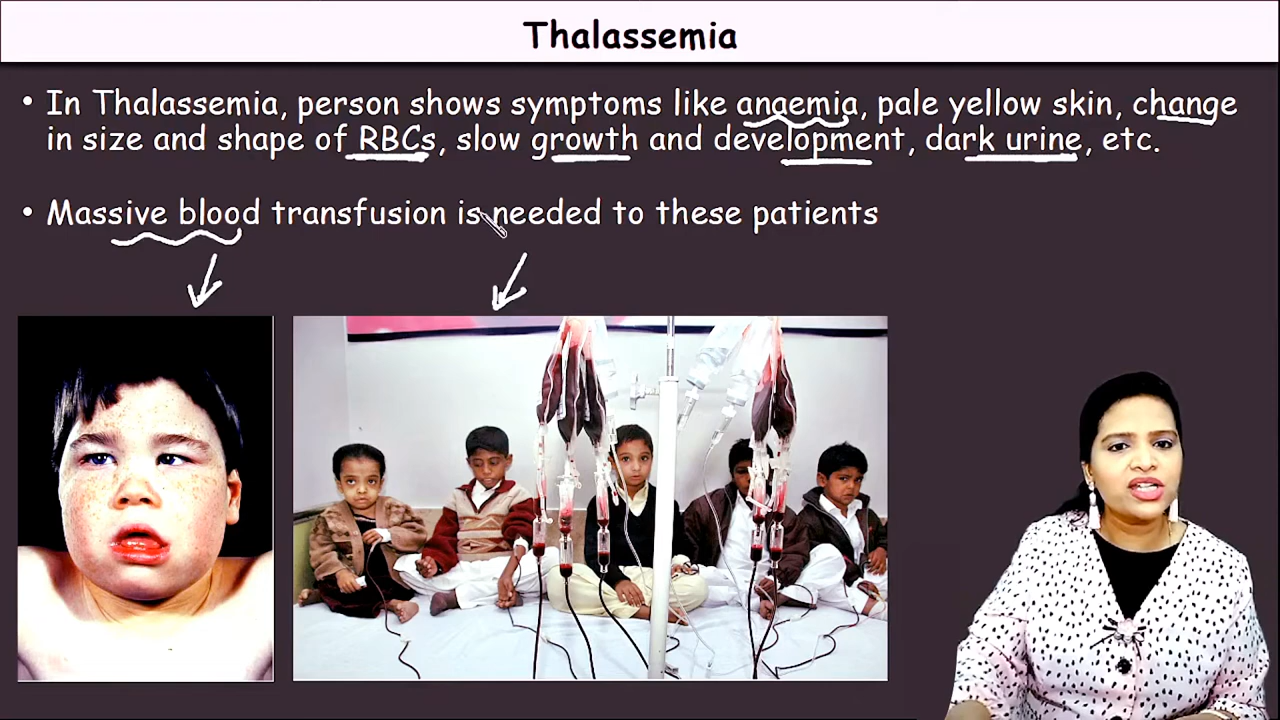 Thalassemia
• In Thalassemia, person shows symptoms like anaemia, pale yellow skin, change
in size and shape of RBCs, slow growth and development, dark urine, etc.
• Massive blood transfusion is needed to these patients